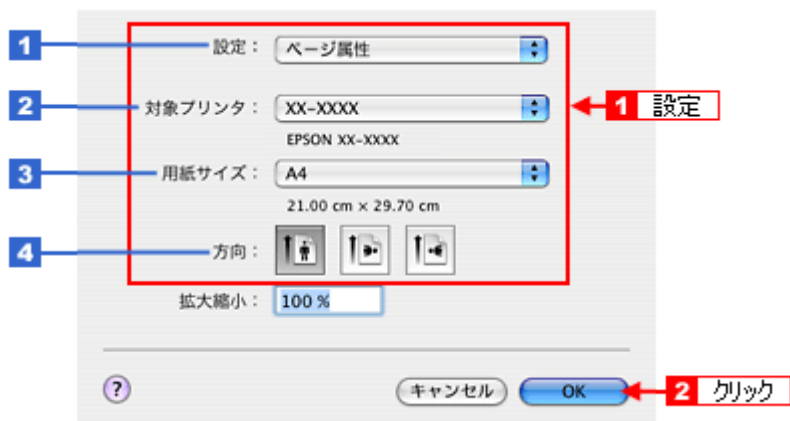 1 設定： ページ属性
2 対象プリンタ： XX-XXXX 1 設定
EPSON XX-XXXX
3 用紙サイズ： A4
21.00 cm × 29.70 cm
4 方向：
拡大縮小： 100 %
? キャンセル OK 2 クリック